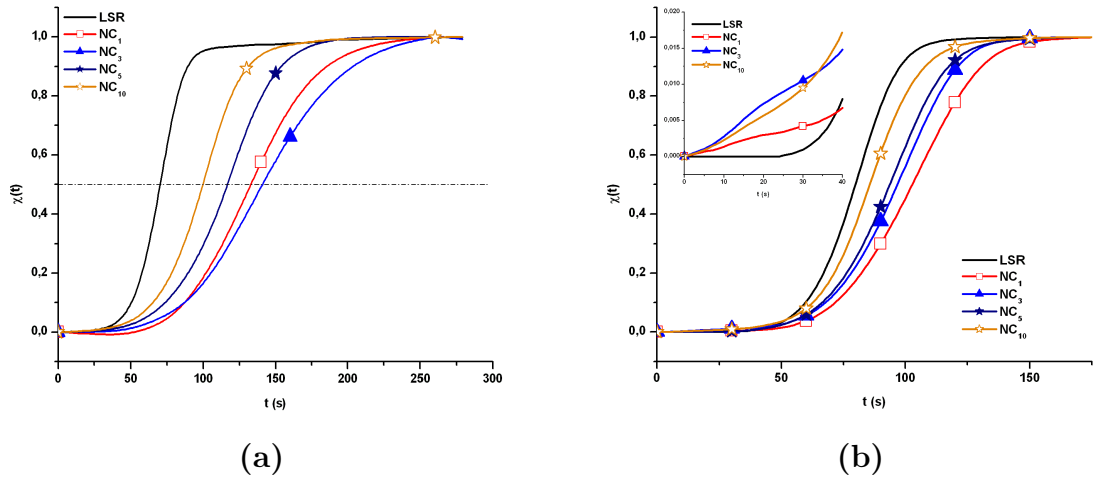 LSR
NC1
NC3
NC5
NC10
1,0
0,8
0,6
0,4
0,2
0,0
χ(t)
0 50 100 150 200 250 300
t (s)
(a)
LSR
NC1
NC3
NC10
0,020
0,015
0,010
0,005
0,000
0 10 20 30 40
t (s)
1,0
0,8
0,6
0,4
0,2
0,0
χ(t)
LSR
NC1
NC3
NC5
NC10
0 50 100 150
t (s)
(b)